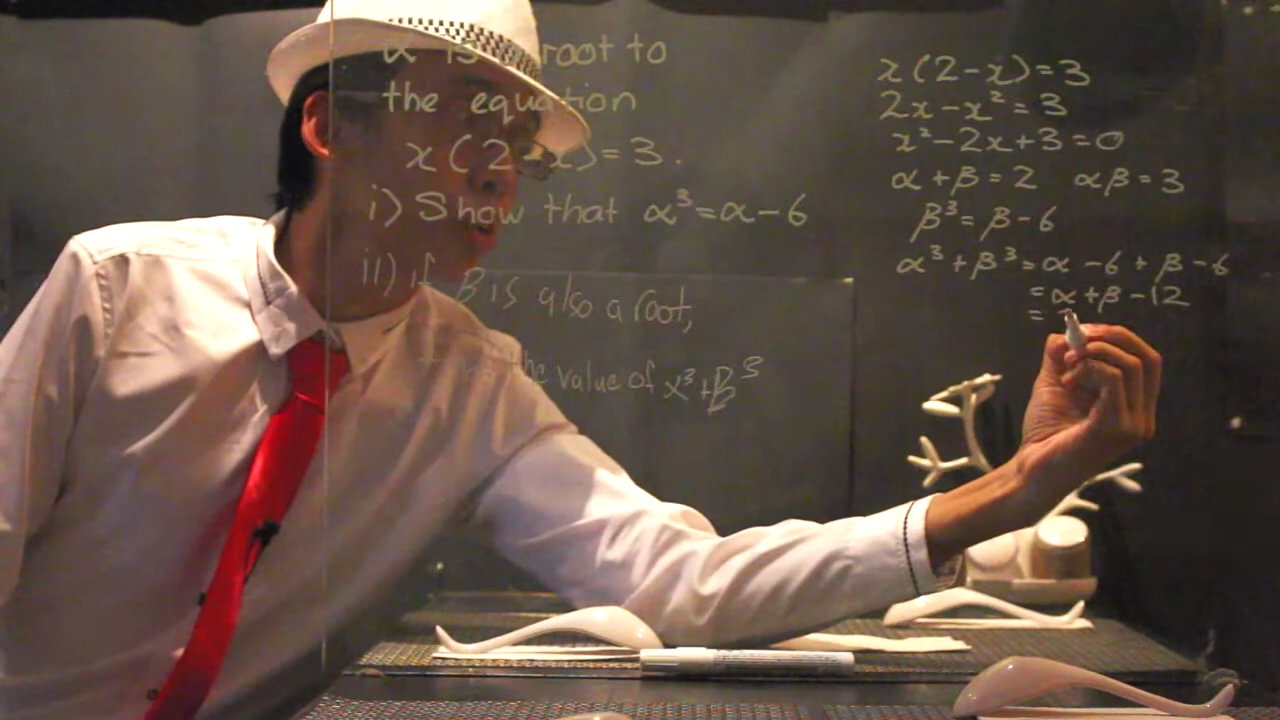 α is root to
the equation
x(2-x)=3.
i) Show that α³=α-6
ii) if β is also a root,
the value of x³+β³
x(2-x)=3
2x-x²=3
x²-2x+3=0
α+β=2 αβ=3
β³=β-6
α³+β³=α-6+β-6
=α+β-12
=